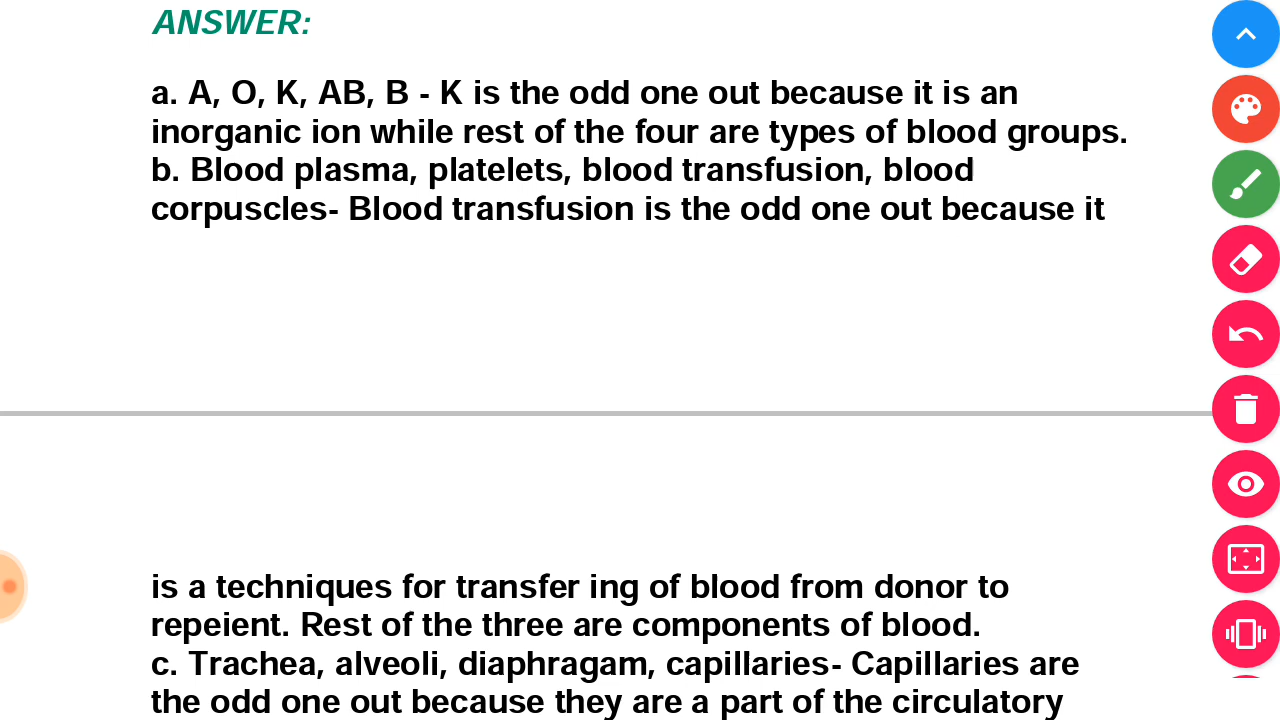 ANSWER:
a. A, O, K, AB, B - K is the odd one out because it is an
inorganic ion while rest of the four are types of blood groups.
b. Blood plasma, platelets, blood transfusion, blood
corpuscles- Blood transfusion is the odd one out because it
is a techniques for transfer ing of blood from donor to
repeient. Rest of the three are components of blood.
c. Trachea, alveoli, diaphragam, capillaries- Capillaries are
the odd one out because they are a part of the circulatory